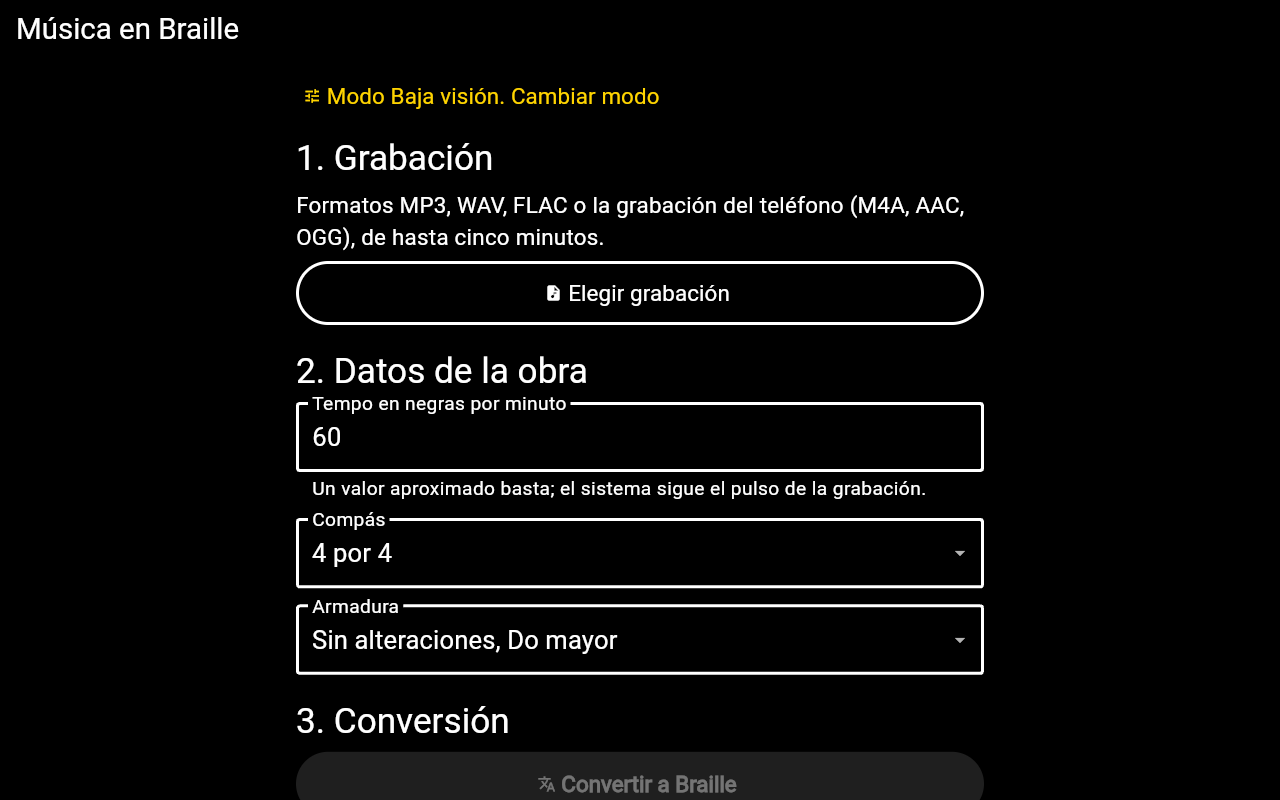 Música en Braille
Modo Baja visión. Cambiar modo
1. Grabación
Formatos MP3, WAV, FLAC o la grabación del teléfono (M4A, AAC,
OGG), de hasta cinco minutos.
Elegir grabación
2. Datos de la obra
Tempo en negras por minuto
60
Un valor aproximado basta; el sistema sigue el pulso de la grabación.
Compás
4 por 4
Armadura
Sin alteraciones, Do mayor
3. Conversión
Convertir a Braille